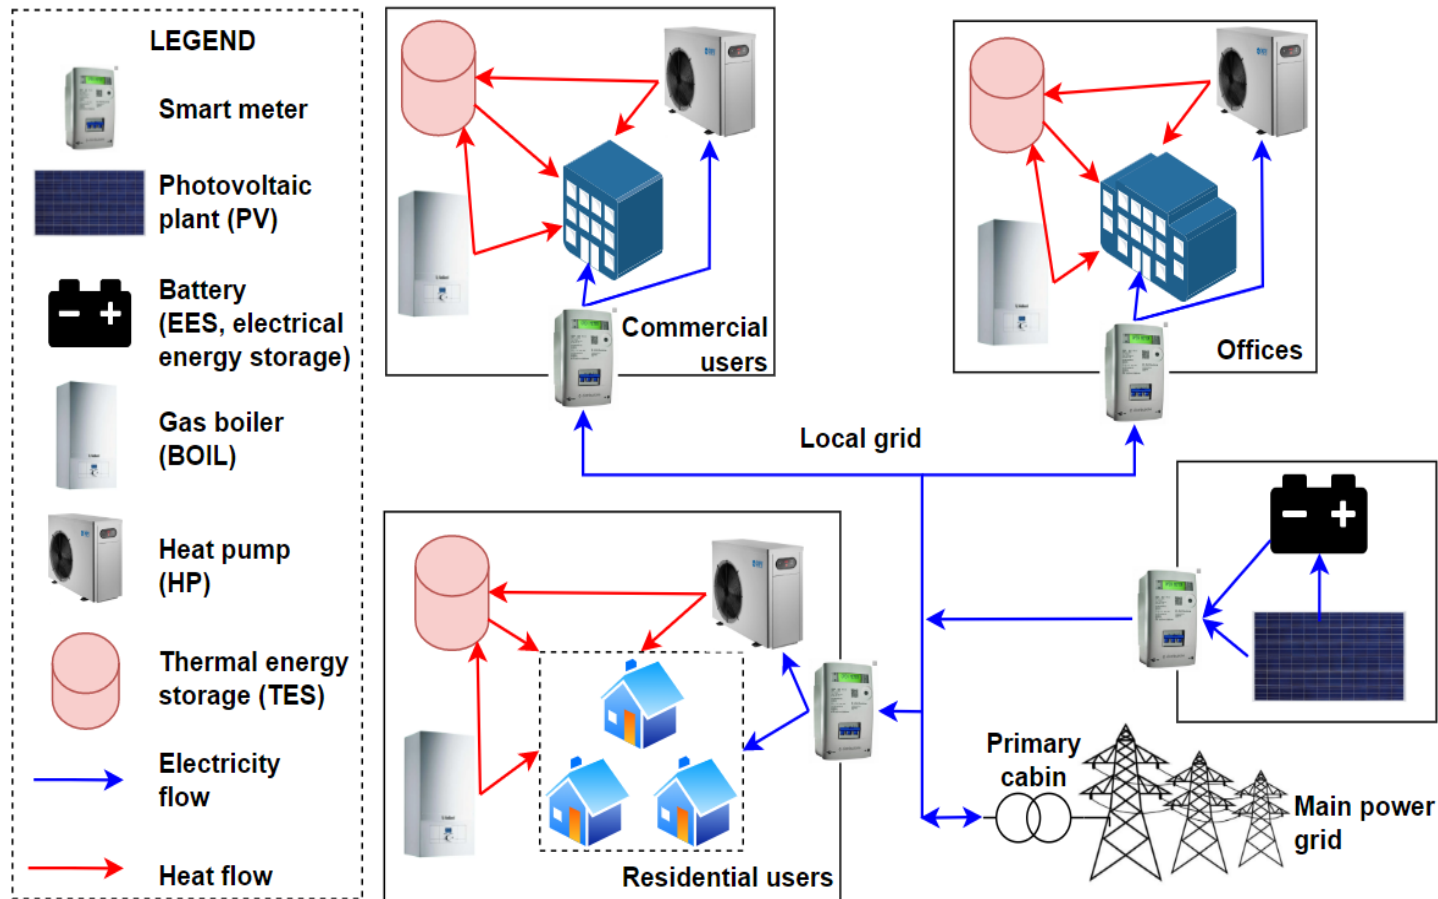 LEGEND
Smart meter
Photovoltaic
plant (PV)
Battery
(EES, electrical
energy storage)
Gas boiler
(BOIL)
Heat pump
(HP)
Thermal energy
storage (TES)
Electricity
flow
Heat flow
Commercial
users
Offices
Local grid
Residential users
Primary
cabin
Main power
grid